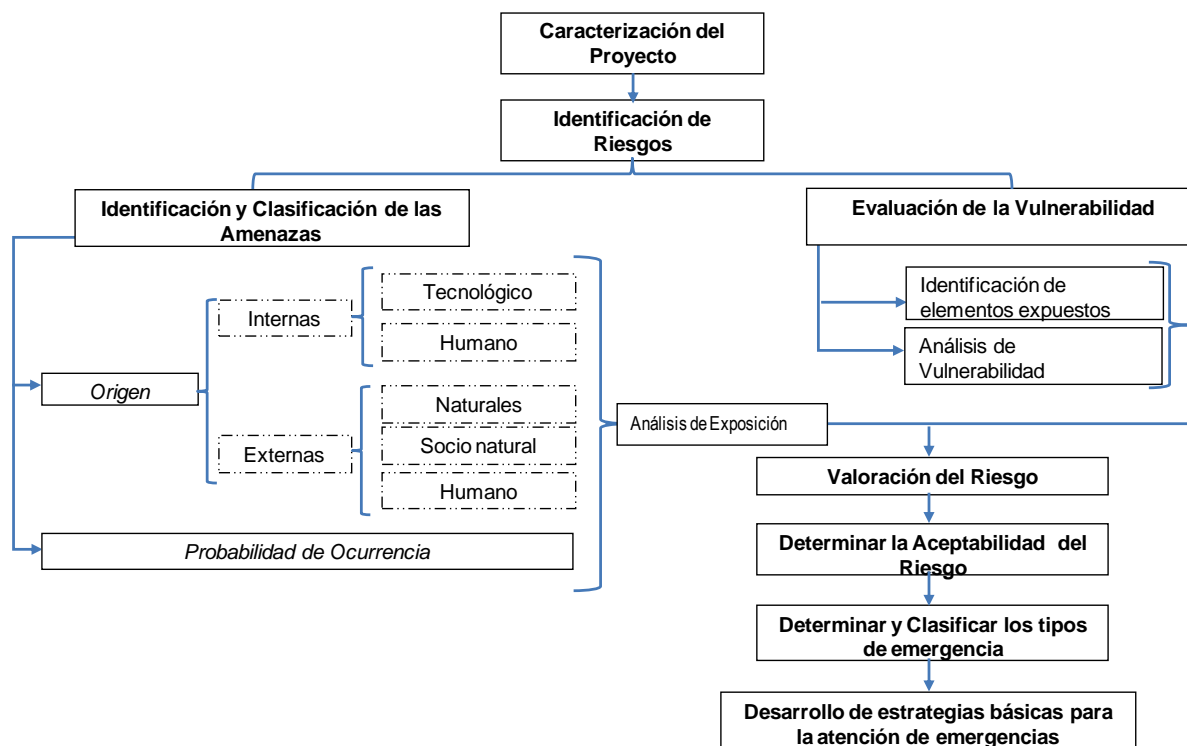 Caracterización del
Proyecto
Identificación de
Riesgos
Identificación y Clasificación de las
Amenazas
Evaluación de la Vulnerabilidad
Tecnológico
Internas
Humano
Origen
Naturales
Externas
Socio natural
Humano
Probabilidad de Ocurrencia
Identificación de
elementos expuestos
Análisis de
Vulnerabilidad
Análisis de Exposición
Valoración del Riesgo
Determinar la Aceptabilidad del
Riesgo
Determinar y Clasificar los tipos
de emergencia
Desarrollo de estrategias básicas para
la atención de emergencias